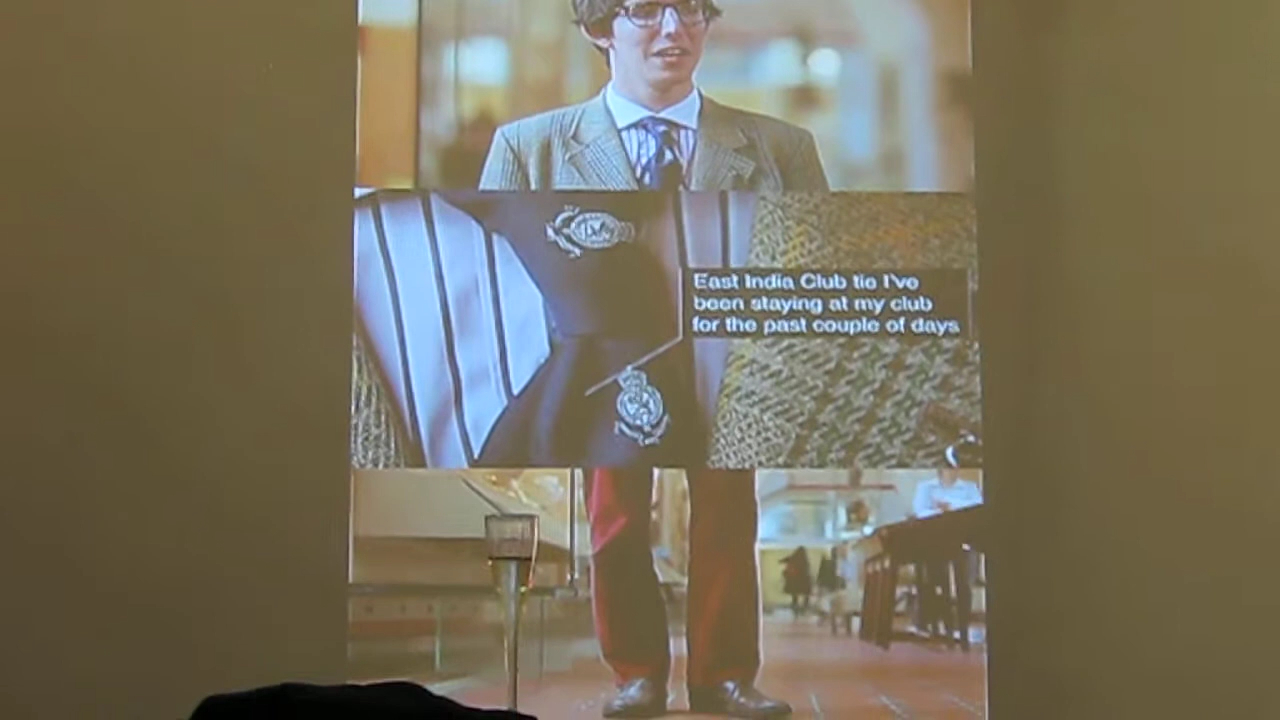 East India Club tie I've
been staying at my club
for the past couple of days